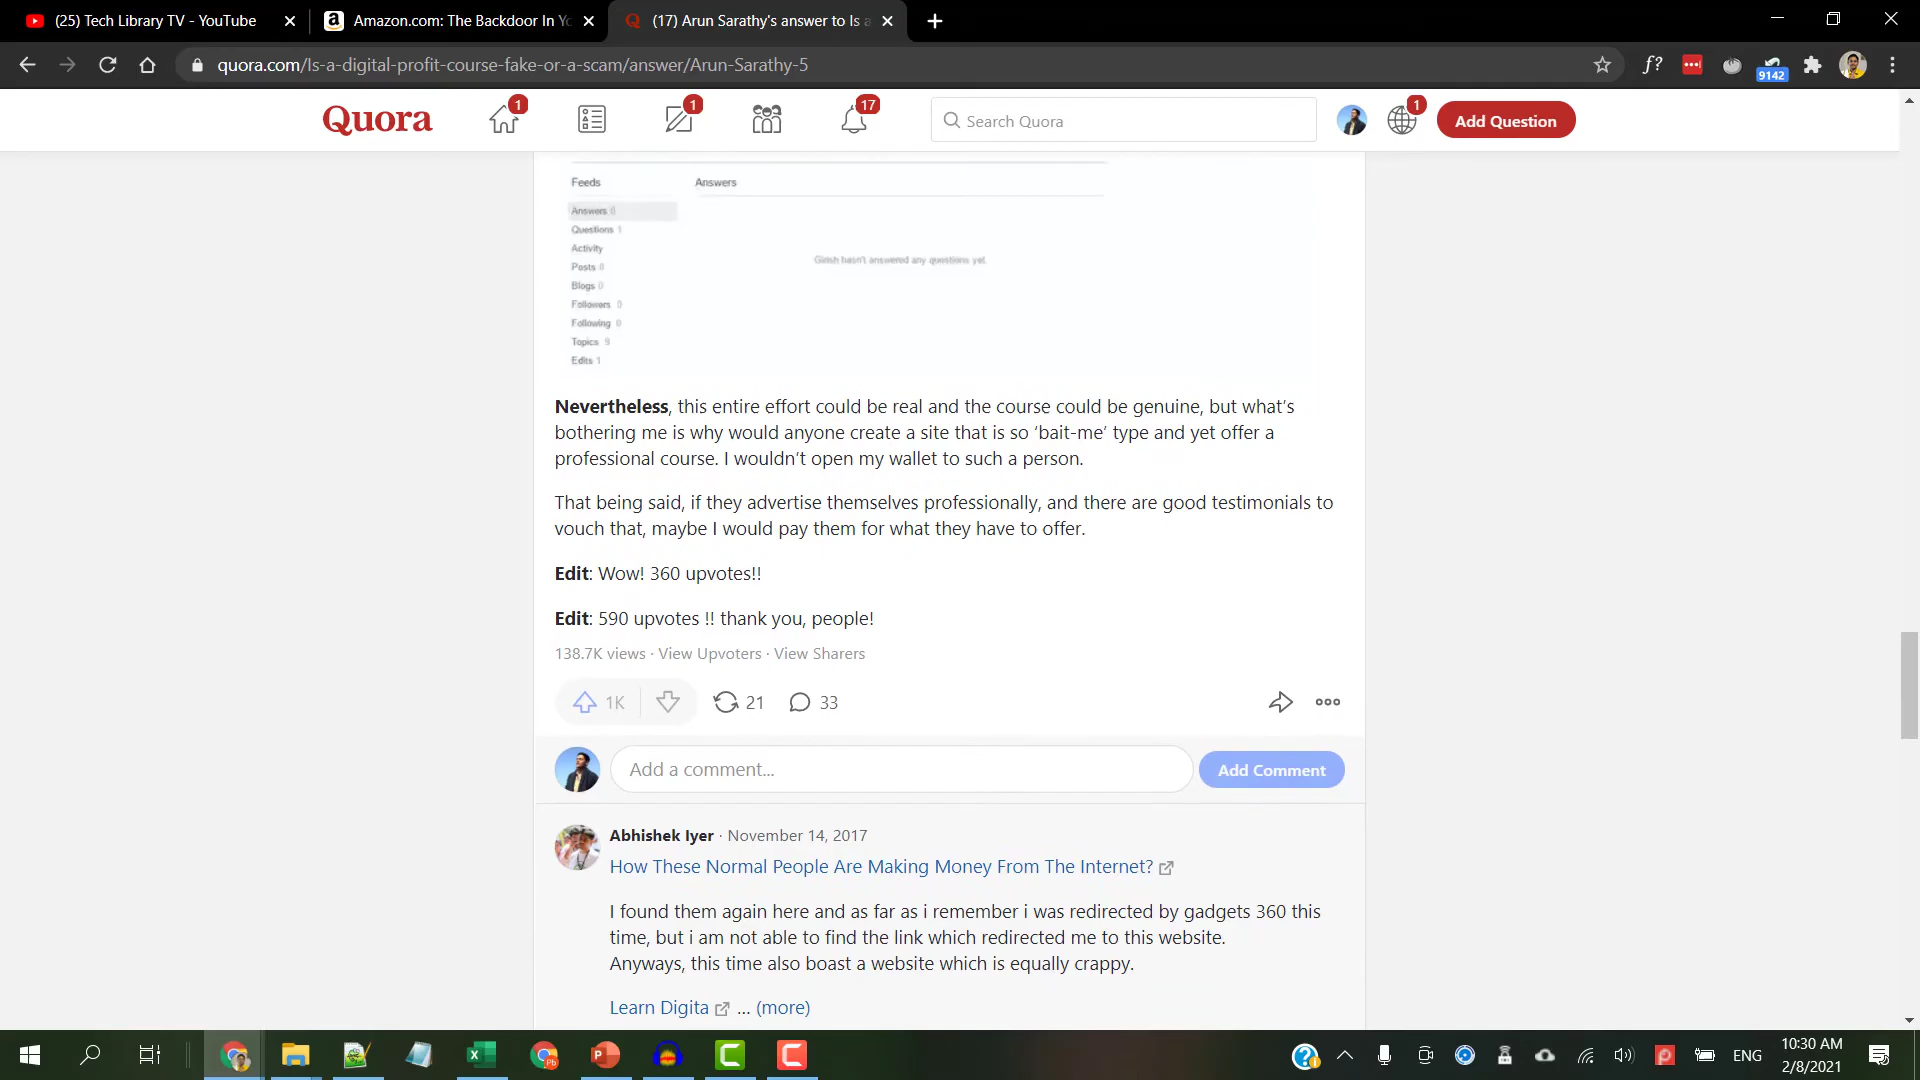 (25) Tech Library TV - YouTube
Amazon.com: The Backdoor In Yo
(17) Arun Sarathy's answer to Is a
quora.com/Is-a-digital-profit-course-fake-or-a-scam/answer/Arun-Sarathy-5
f?
9142
Quora
1
1
17
Search Quora
1
Add Question
Feeds
Answers
Answers 0
Questions 1
Activity
Posts 0
Blogs 0
Followers 0
Following 0
Topics 9
Edits 1
Girish hasn't answered any questions yet.
Nevertheless, this entire effort could be real and the course could be genuine, but what's
bothering me is why would anyone create a site that is so ‘bait-me’ type and yet offer a
professional course. I wouldn't open my wallet to such a person.
That being said, if they advertise themselves professionally, and there are good testimonials to
vouch that, maybe I would pay them for what they have to offer.
Edit: Wow! 360 upvotes!!
Edit: 590 upvotes !! thank you, people!
138.7K views · View Upvoters · View Sharers
1K
21
33
Add a comment...
Add Comment
Abhishek Iyer · November 14, 2017
How These Normal People Are Making Money From The Internet?
I found them again here and as far as i remember i was redirected by gadgets 360 this
time, but i am not able to find the link which redirected me to this website.
Anyways, this time also boast a website which is equally crappy.
Learn Digita ... (more)
ENG
10:30 AM
2/8/2021